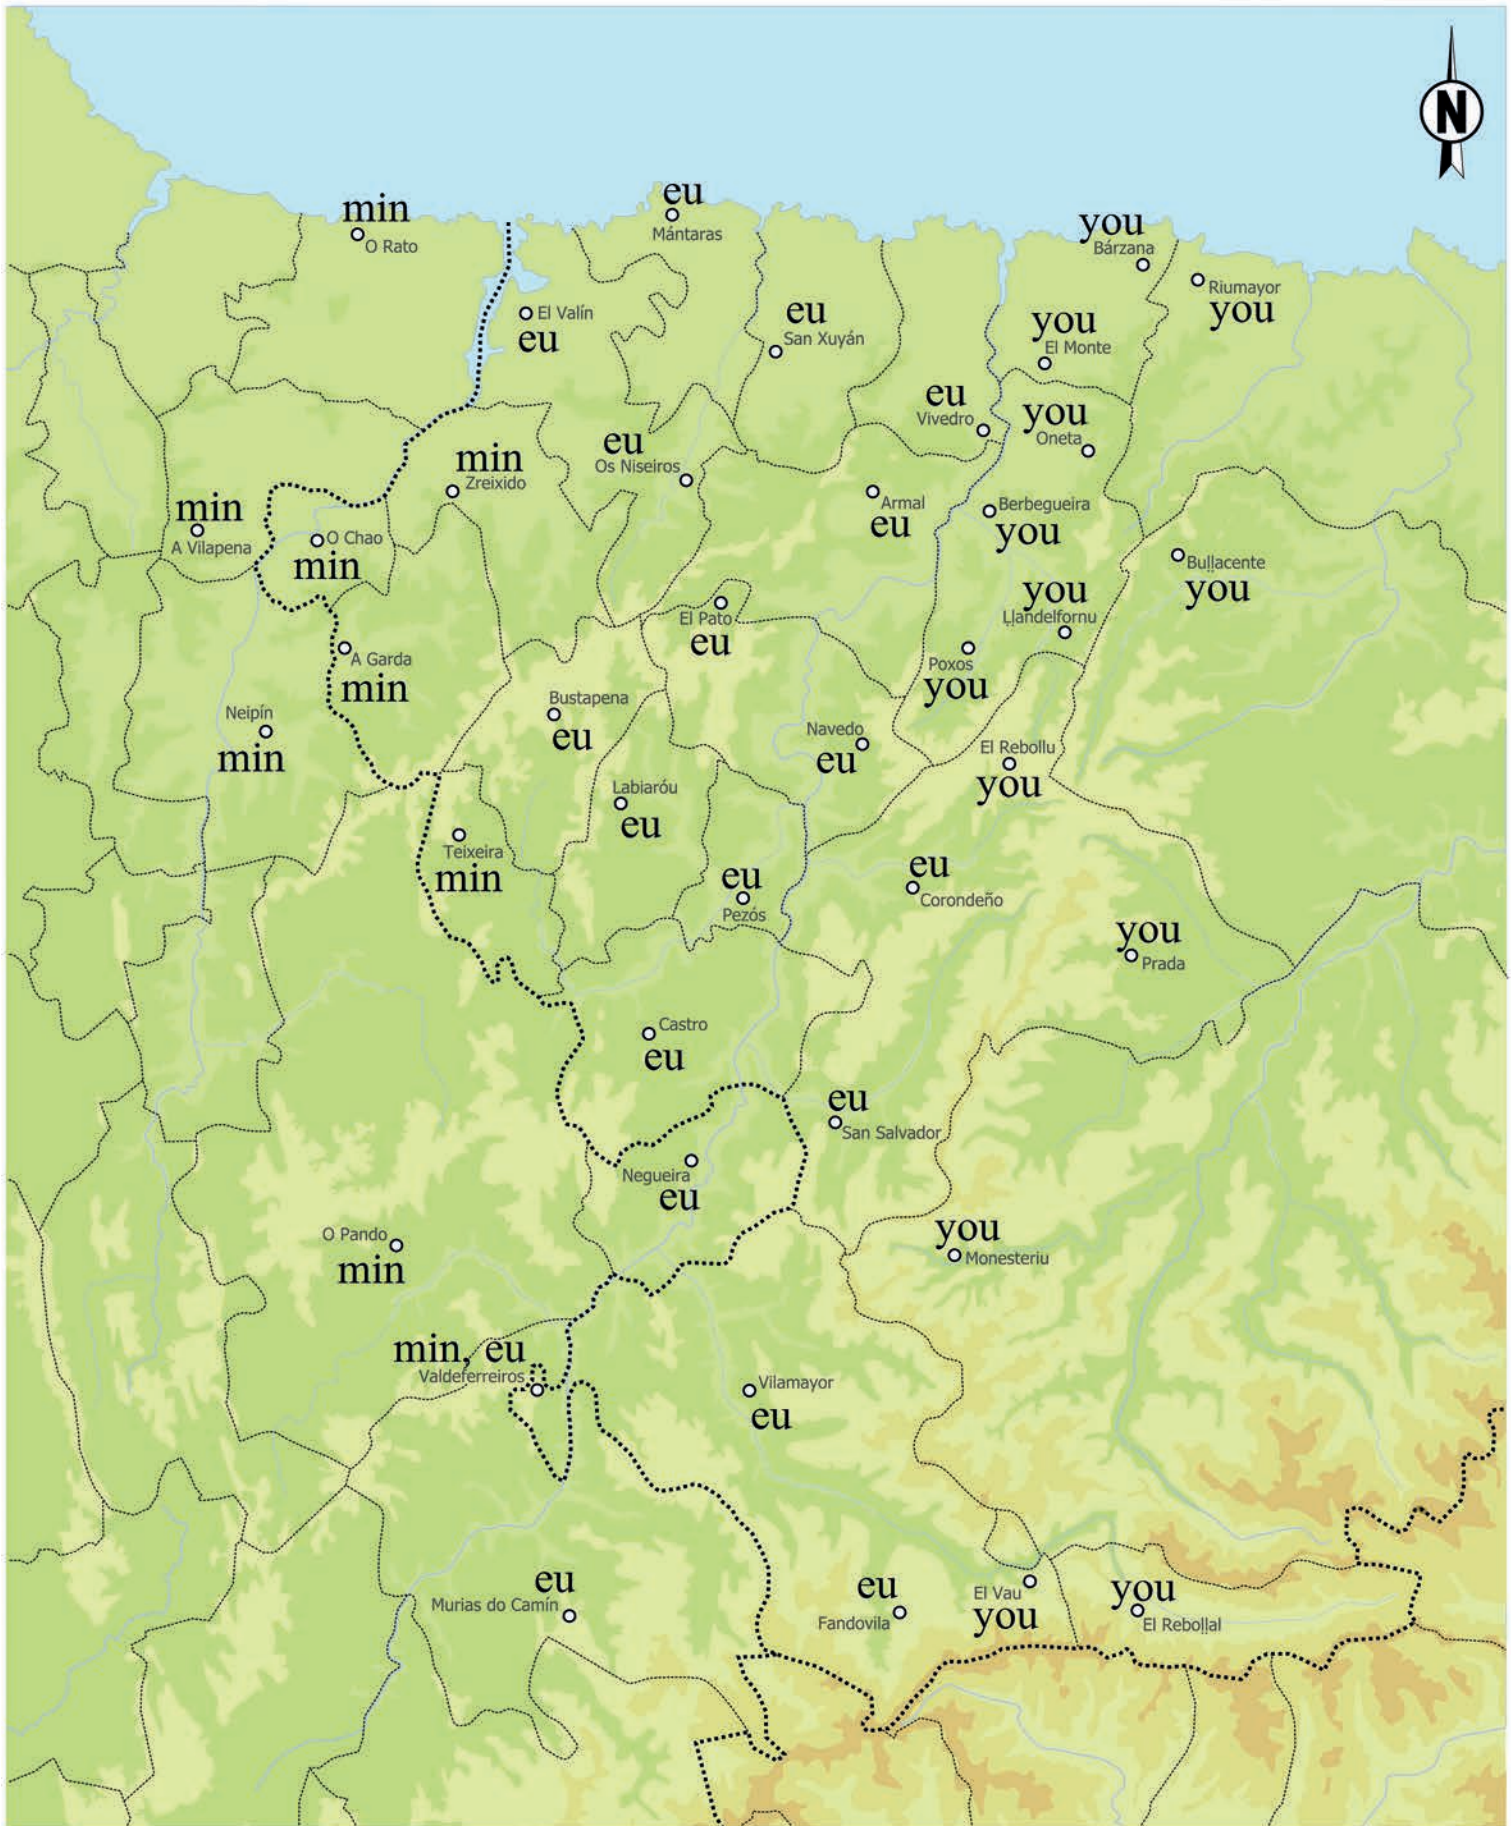 N
eu
Mántaras
min
O Rato
you
Bárzana
Riumayor
you
El Valín
eu
eu
San Xuyán
you
El Monte
eu
Vivedro
you
Oneta
eu
Os Niseiros
min
Zreixido
min
A Vilapena
Armal
eu
Berbegueira
you
O Chao
min
Buḷḷacente
you
you
Ḷḷandelfornu
El Pato
eu
A Garda
min
Poxos
you
Bustapena
eu
Neipín
min
Navedo
eu
El Rebollu
you
Labiaróu
eu
Teixeira
min
eu
Pezós
eu
Corondeño
you
Prada
Castro
eu
eu
San Salvador
Negueira
eu
O Pando
min
you
Monesteriu
min, eu
Valdeferreiros
Vilamayor
eu
eu
Murias do Camín
eu
Fandovila
El Vau
you
you
El Reboḷḷal